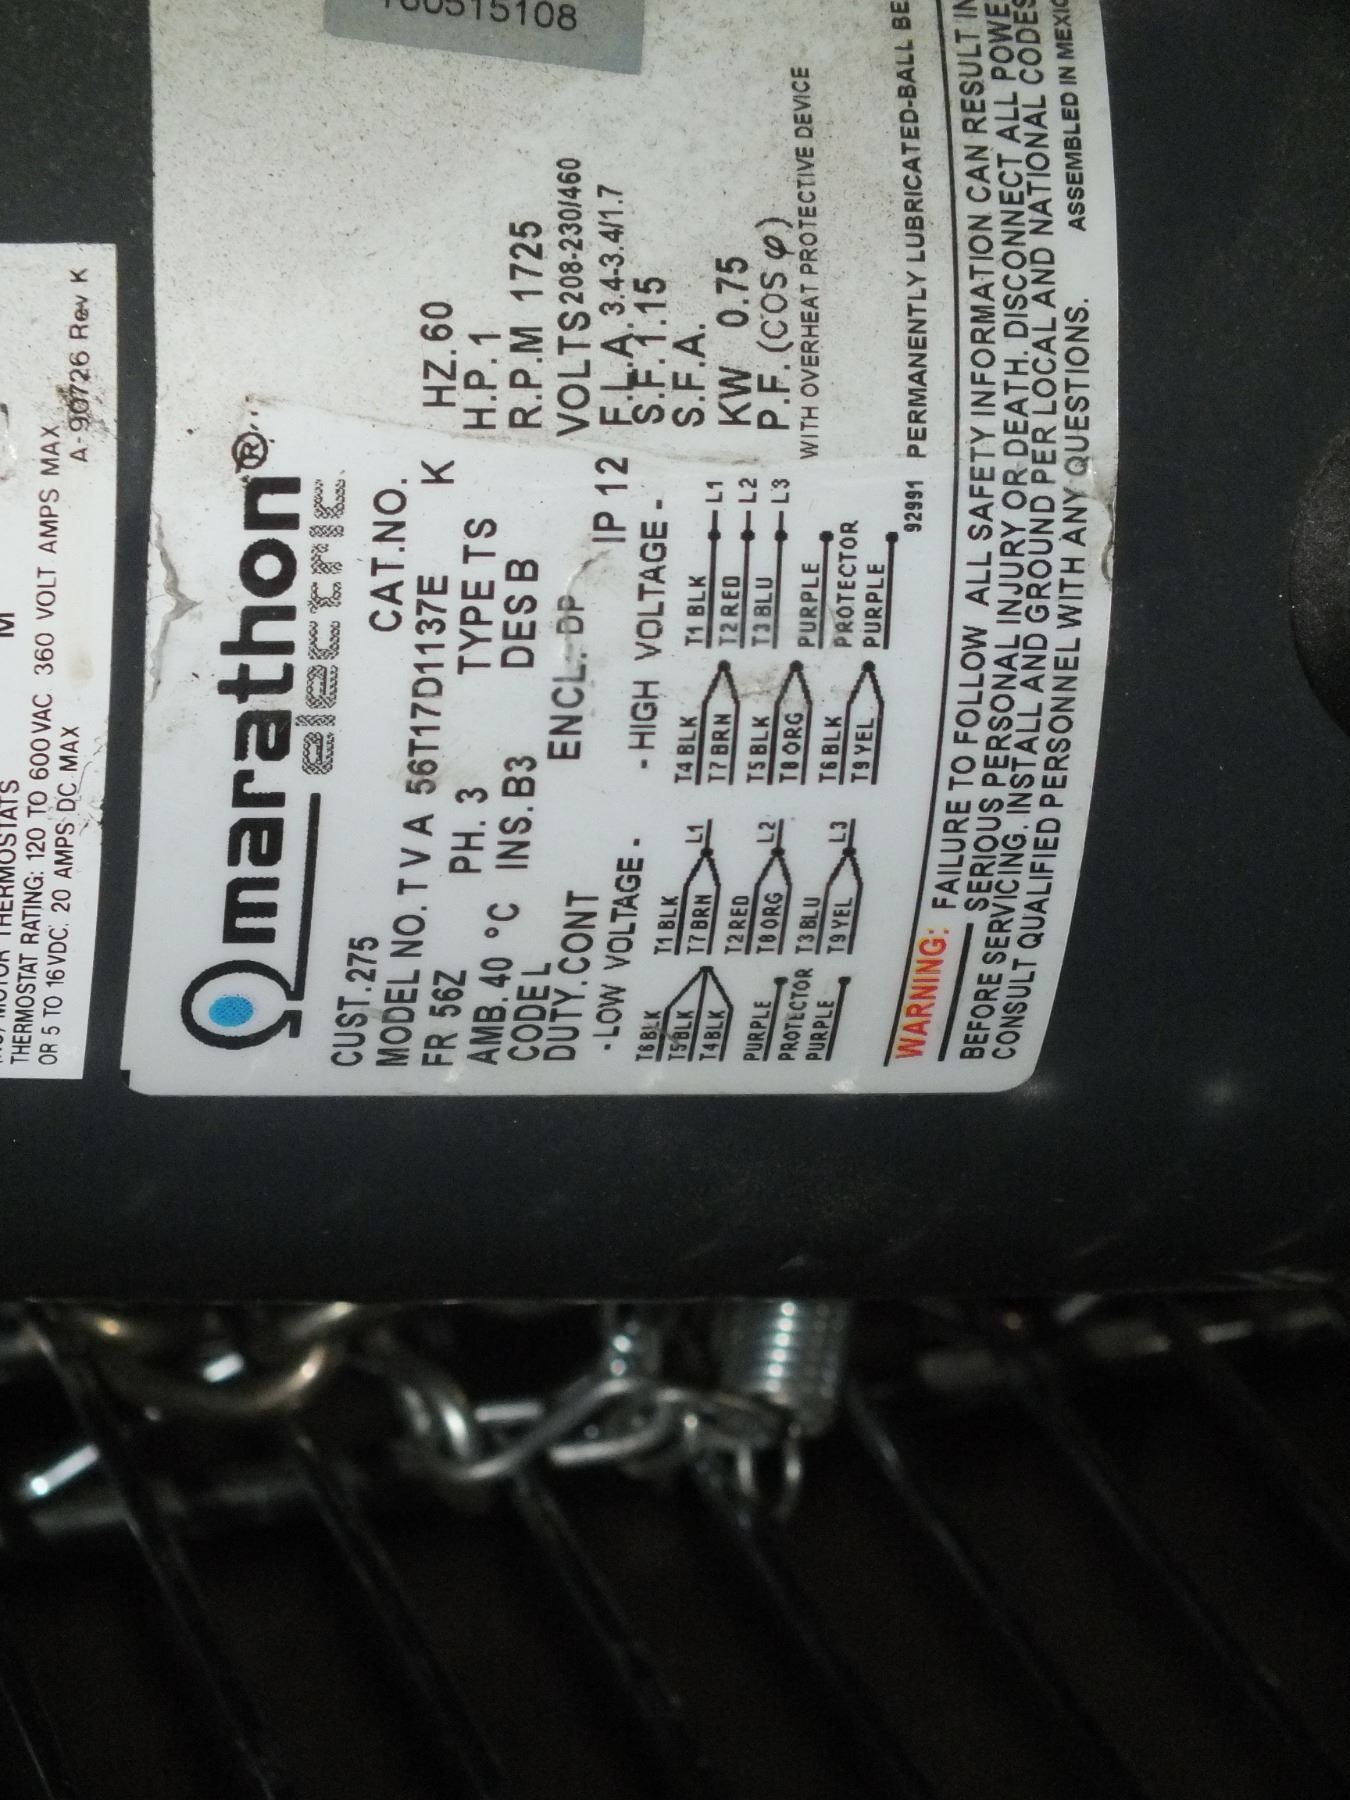 THERMOSTATS
THERMOSTAT RATING: 120 TO 600 VAC 360 VOLT AMPS MAX
OR 5 TO 16 VDC. 20 AMPS DC MAX
A-90726 Rev K
marathon®
electric
CUST. 275
CAT.NO.
MODEL NO. TVA 56T17D1137E K HZ. 60
FR 56Z PH. 3 TYPE TS H.P. 1
AMB. 40 °C INS. B3 DES B R.P.M 1725
CODE L
DUTY. CONT ENCL. DP IP 12
VOLTS 208-230/460
F.L.A. 3.4-3.4/1.7
S.F. 1.15
S.F.A.
KW 0.75
P.F. (COS φ)
WITH OVERHEAT PROTECTIVE DEVICE
- LOW VOLTAGE -
T6 BLK
T5 BLK
T4 BLK
T1 BLK
T7 BRN
L1
T2 RED
T8 ORG
L2
T3 BLU
T9 YEL
L3
PURPLE
PROTECTOR
PURPLE
- HIGH VOLTAGE -
T4 BLK
T7 BRN
T5 BLK
T8 ORG
T6 BLK
T9 YEL
T1 BLK L1
T2 RED L2
T3 BLU L3
PURPLE
PROTECTOR
PURPLE
92991 PERMANENTLY LUBRICATED-BALL
WARNING: FAILURE TO FOLLOW ALL SAFETY INFORMATION CAN RESULT IN
SERIOUS PERSONAL INJURY OR DEATH. DISCONNECT ALL
BEFORE SERVICING. INSTALL AND GROUND PER LOCAL AND NATIONAL CODES
CONSULT QUALIFIED PERSONNEL WITH ANY QUESTIONS.
ASSEMBLED IN